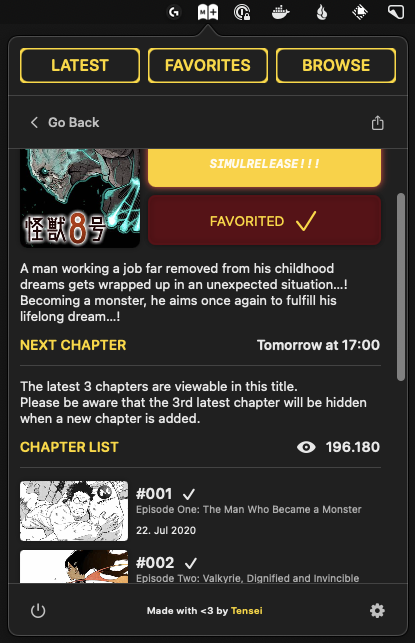 M+
LATEST
FAVORITES
BROWSE
Go Back
SIMULRELEASE!!!
怪獣8号
FAVORITED
A man working a job far removed from his childhood
dreams gets wrapped up in an unexpected situation...!
Becoming a monster, he aims once again to fulfill his
lifelong dream...!
NEXT CHAPTER
Tomorrow at 17:00
The latest 3 chapters are viewable in this title.
Please be aware that the 3rd latest chapter will be hidden
when a new chapter is added.
CHAPTER LIST
196.180
#001
Episode One: The Man Who Became a Monster
22. Jul 2020
#002
Episode Two: Valkyrie, Dignified and Invincible
Made with <3 by Tensei